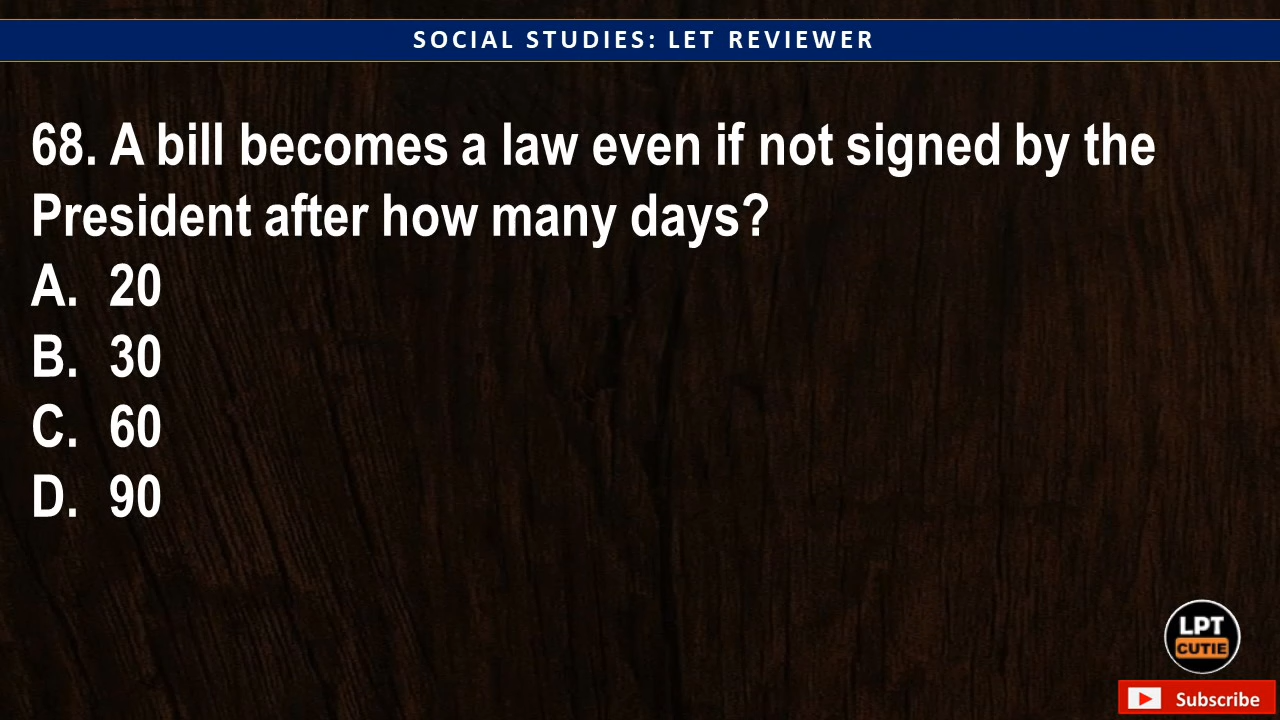 SOCIAL STUDIES: LET REVIEWER
68. A bill becomes a law even if not signed by the
President after how many days?
A. 20
B. 30
C. 60
D. 90
LPT
CUTIE
Subscribe